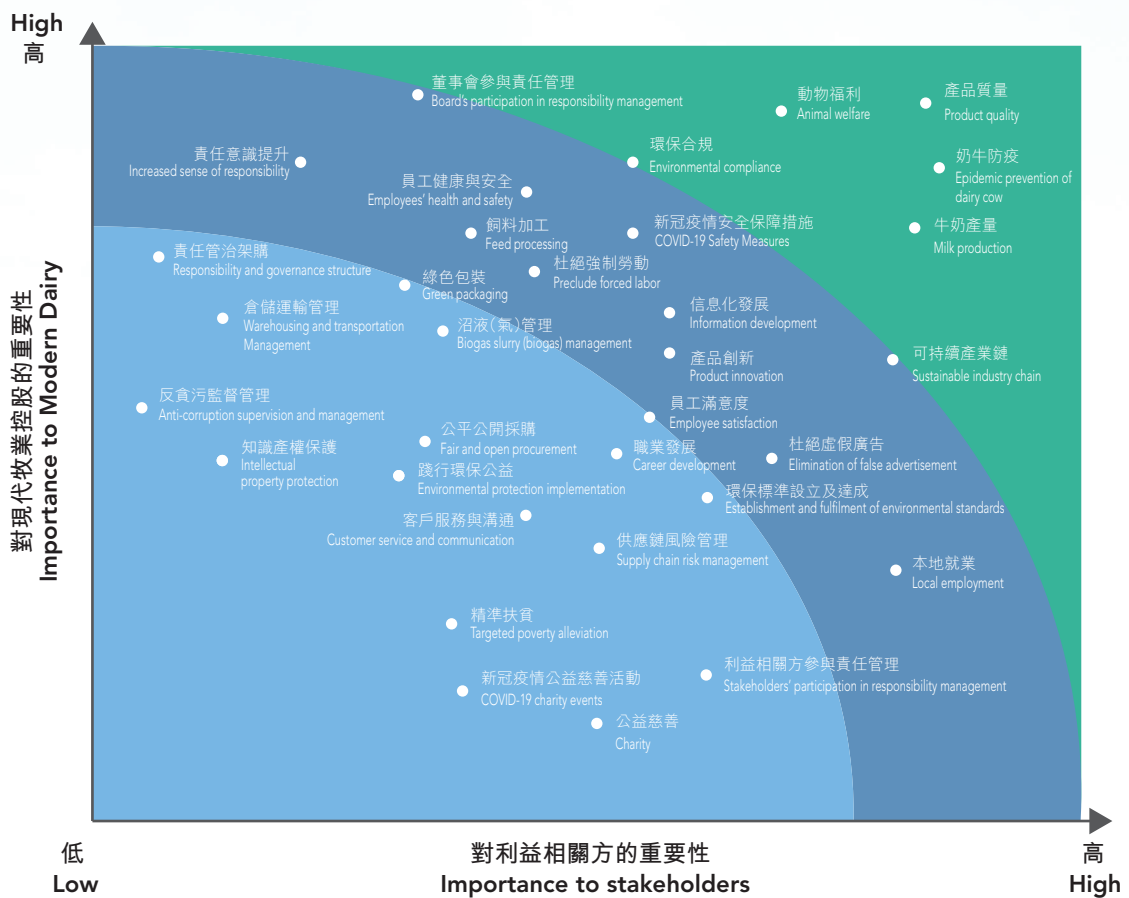 High
高
董事會參與責任管理
Board's participation in responsibility management
動物福利
Animal welfare
產品質量
Product quality
責任意識提升
Increased sense of responsibility
環保合規
Environmental compliance
奶牛防疫
Epidemic prevention of
dairy cow
員工健康與安全
Employees' health and safety
飼料加工
Feed processing
新冠疫情安全保障措施
COVID-19 Safety Measures
牛奶產量
Milk production
責任管治架購
Responsibility and governance structure
綠色包裝
Green packaging
杜絕強制勞動
Preclude forced labor
倉儲運輸管理
Warehousing and transportation
Management
沼液(氣)管理
Biogas slurry (biogas) management
信息化發展
Information development
產品創新
Product innovation
可持續產業鏈
Sustainable industry chain
反貪污監督管理
Anti-corruption supervision and management
員工滿意度
Employee satisfaction
知識產權保護
Intellectual
property protection
公平公開採購
Fair and open procurement
職業發展
Career development
杜絕虛假廣告
Elimination of false advertisement
踐行環保公益
Environmental protection implementation
環保標準設立及達成
Establishment and fulfilment of environmental standards
客戶服務與溝通
Customer service and communication
供應鏈風險管理
Supply chain risk management
本地就業
Local employment
精準扶貧
Targeted poverty alleviation
利益相關方參與責任管理
Stakeholders' participation in responsibility management
新冠疫情公益慈善活動
COVID-19 charity events
公益慈善
Charity
對現代牧業控股的重要性
Importance to Modern Dairy
低
Low
對利益相關方的重要性
Importance to stakeholders
高
High